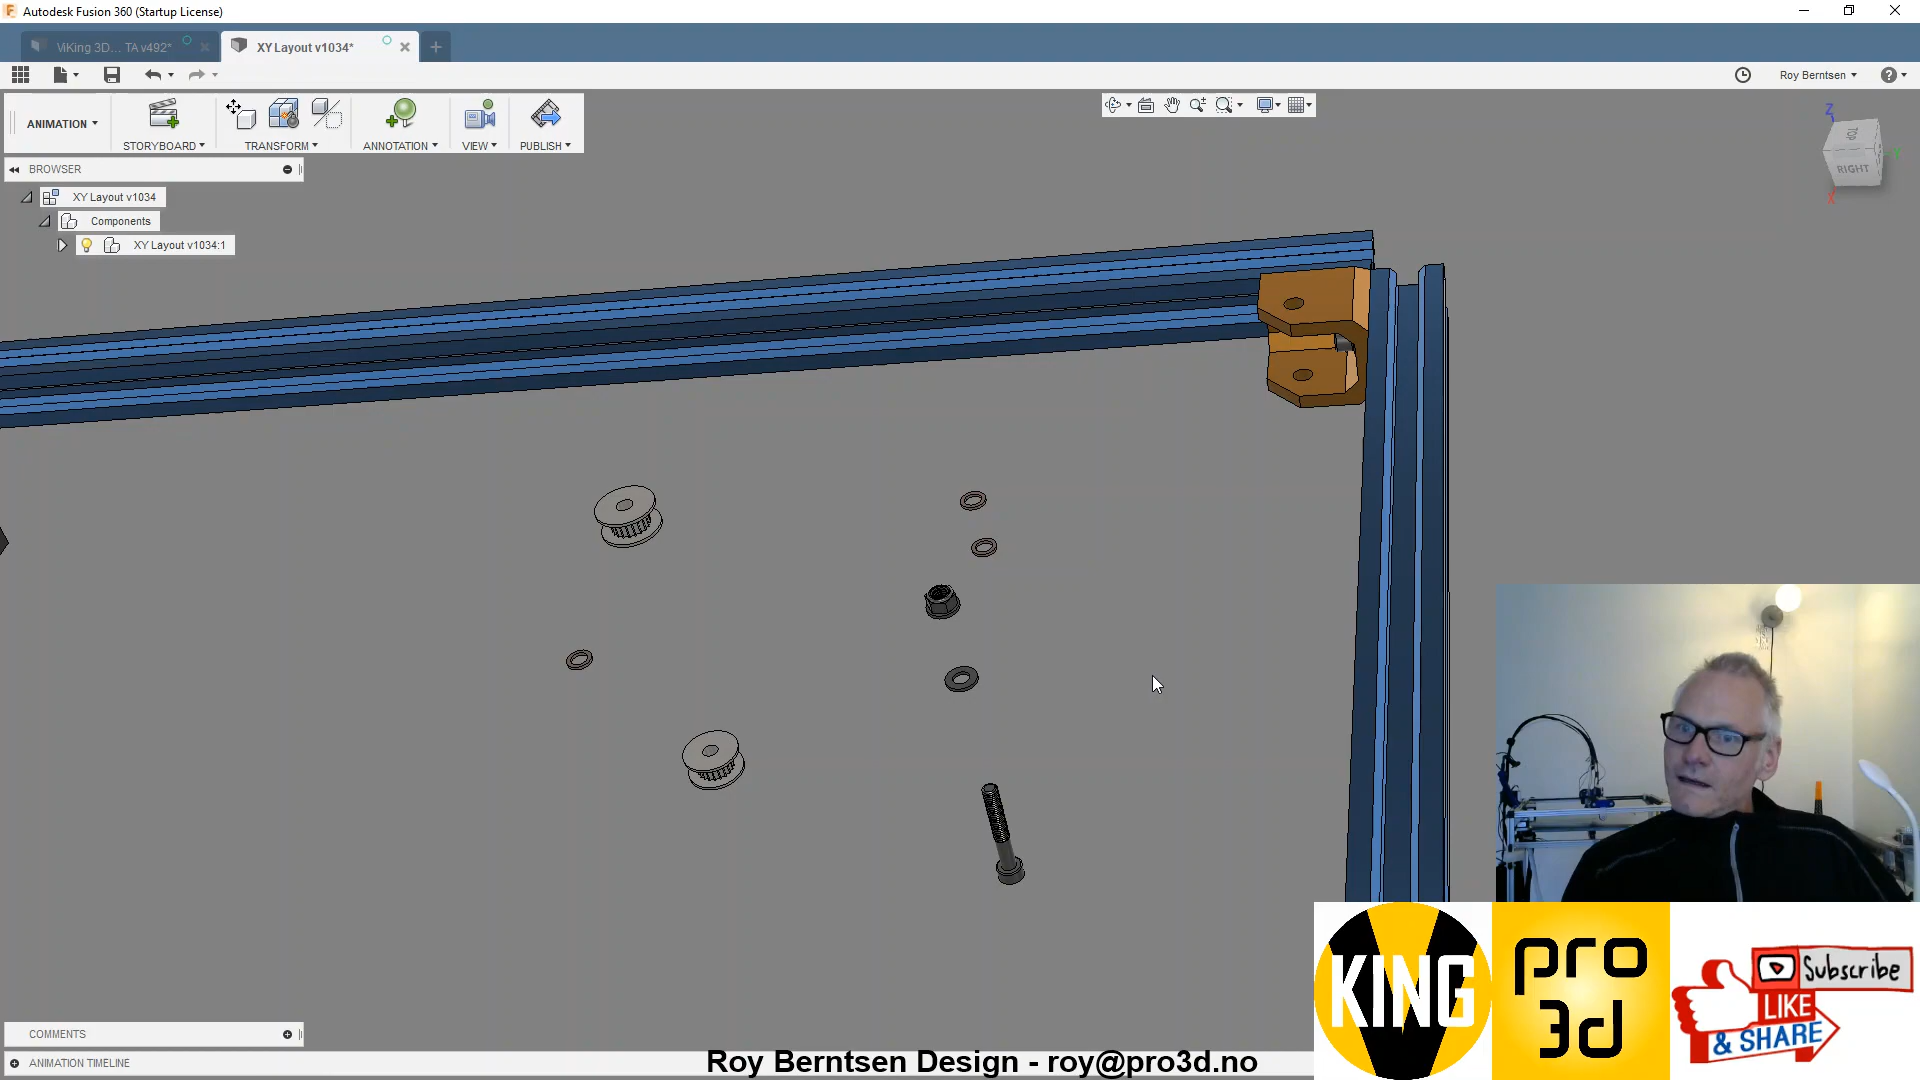 Autodesk Fusion 360 (Startup License)
ViKing 3D... TA v492*
XY Layout v1034*
Roy Berntsen
ANIMATION
STORYBOARD
TRANSFORM
ANNOTATION
VIEW
PUBLISH
BROWSER
XY Layout v1034
Components
XY Layout v1034:1
Z
TOP
RIGHT
X
KING
pro
3d
Subscribe
LIKE
& SHARE
COMMENTS
ANIMATION TIMELINE
Roy Berntsen Design - roy@pro3d.no